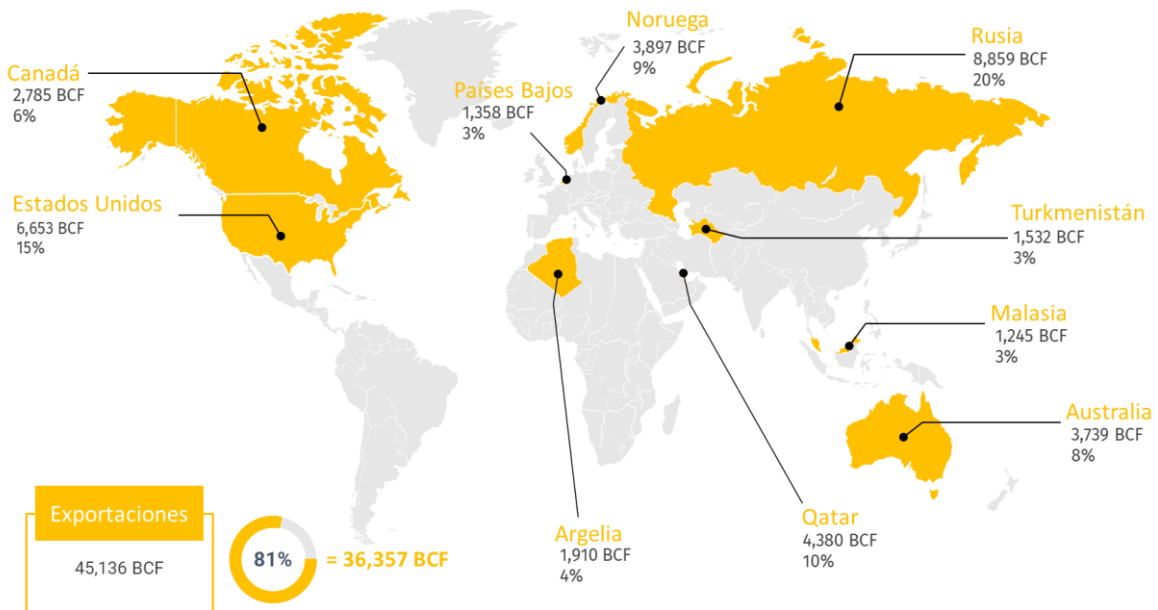 Noruega
3,897 BCF
9%
Rusia
8,859 BCF
20%
Canadá
2,785 BCF
6%
Países Bajos
1,358 BCF
3%
Estados Unidos
6,653 BCF
15%
Turkmenistán
1,532 BCF
3%
Malasia
1,245 BCF
3%
Australia
3,739 BCF
8%
Argelia
1,910 BCF
4%
Qatar
4,380 BCF
10%
Exportaciones
45,136 BCF
81%
= 36,357 BCF